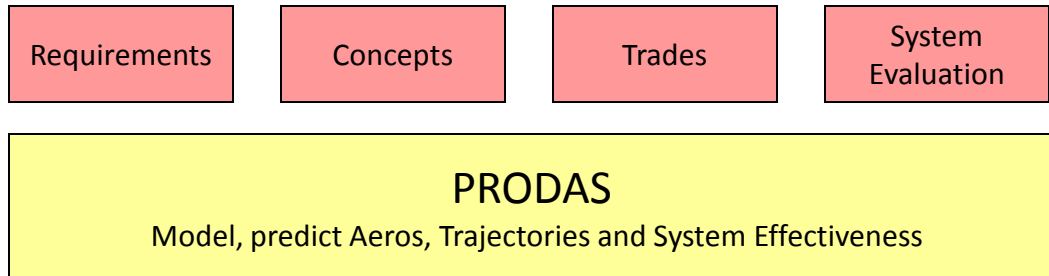 Requirements
Concepts
Trades
System
Evaluation
PRODAS
Model, predict Aeros, Trajectories and System Effectiveness